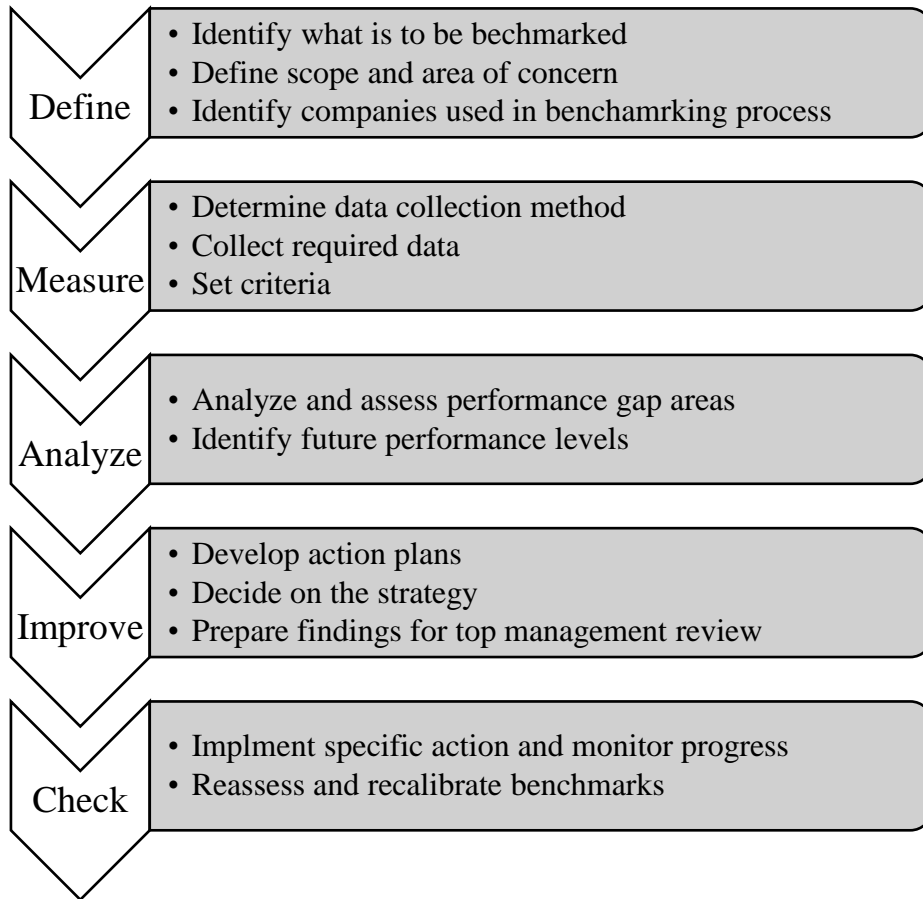 Define
• Identify what is to be bechmarked
• Define scope and area of concern
• Identify companies used in benchamrking process
Measure
• Determine data collection method
• Collect required data
• Set criteria
Analyze
• Analyze and assess performance gap areas
• Identify future performance levels
Improve
• Develop action plans
• Decide on the strategy
• Prepare findings for top management review
Check
• Implment specific action and monitor progress
• Reassess and recalibrate benchmarks